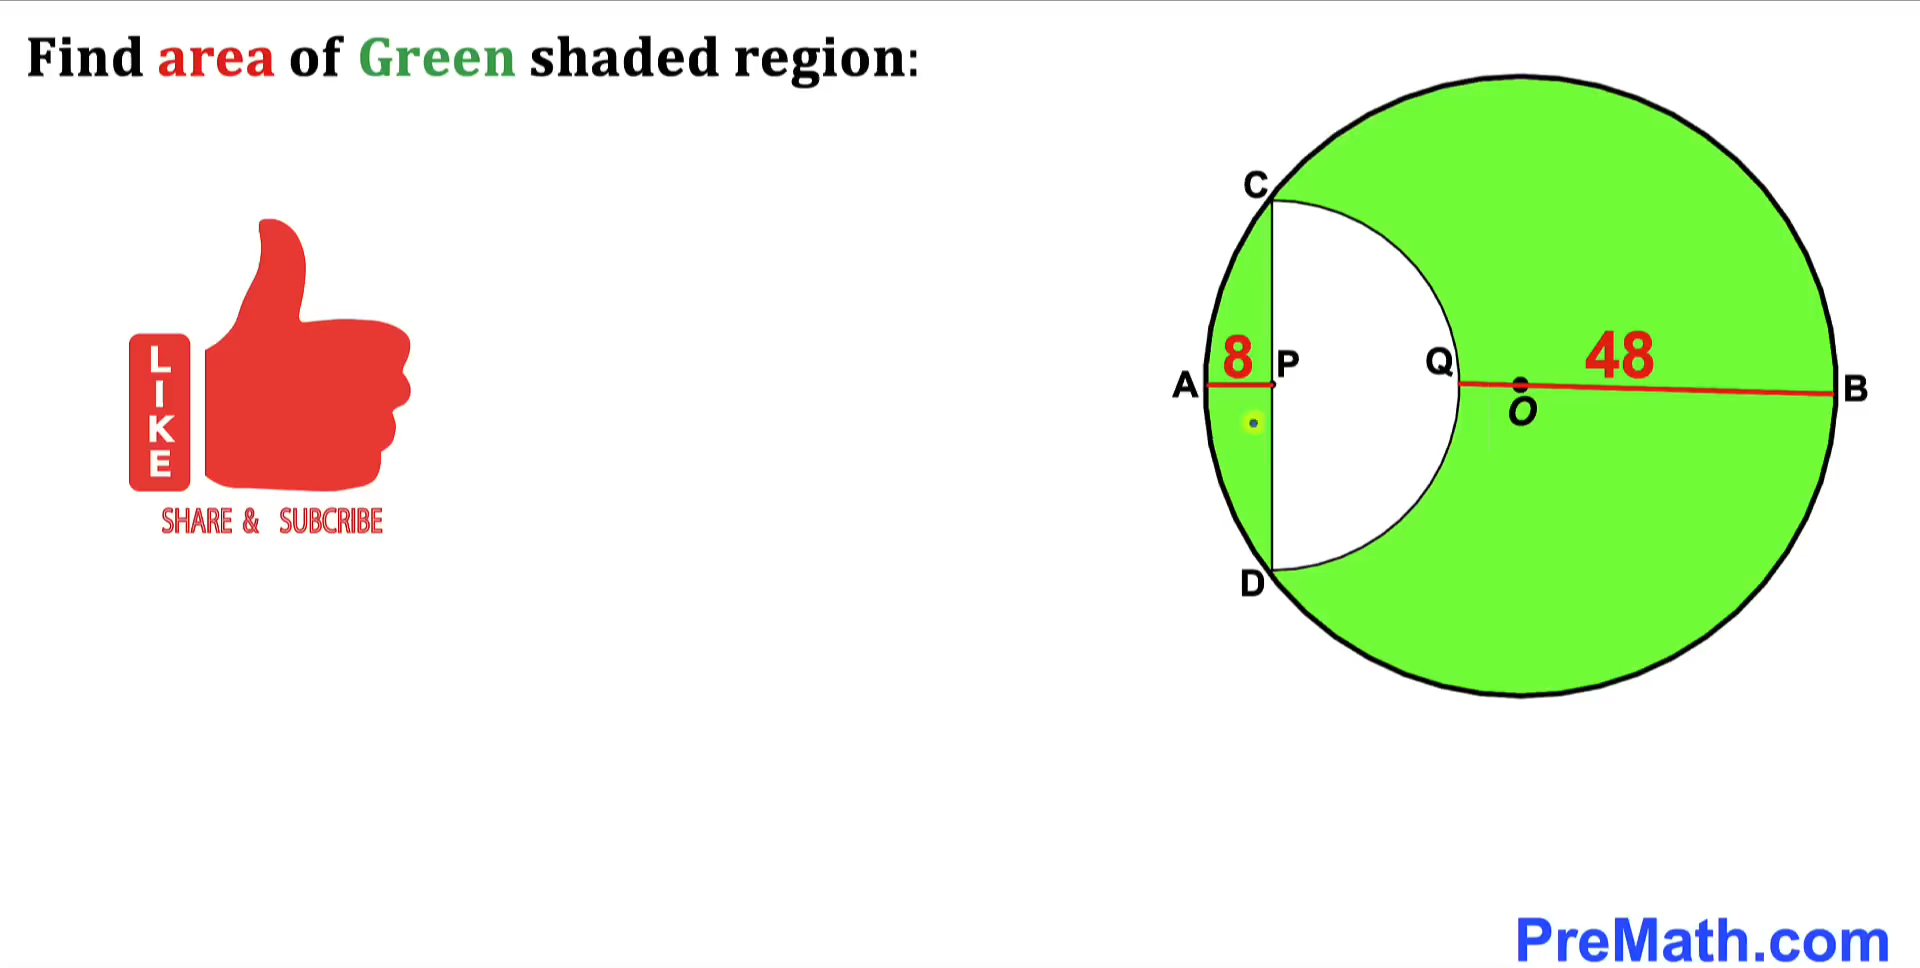 Find area of Green shaded region:
C
8
P
Q
48
A
B
O
D
L
I
K
E
SHARE & SUBCRIBE
PreMath.com